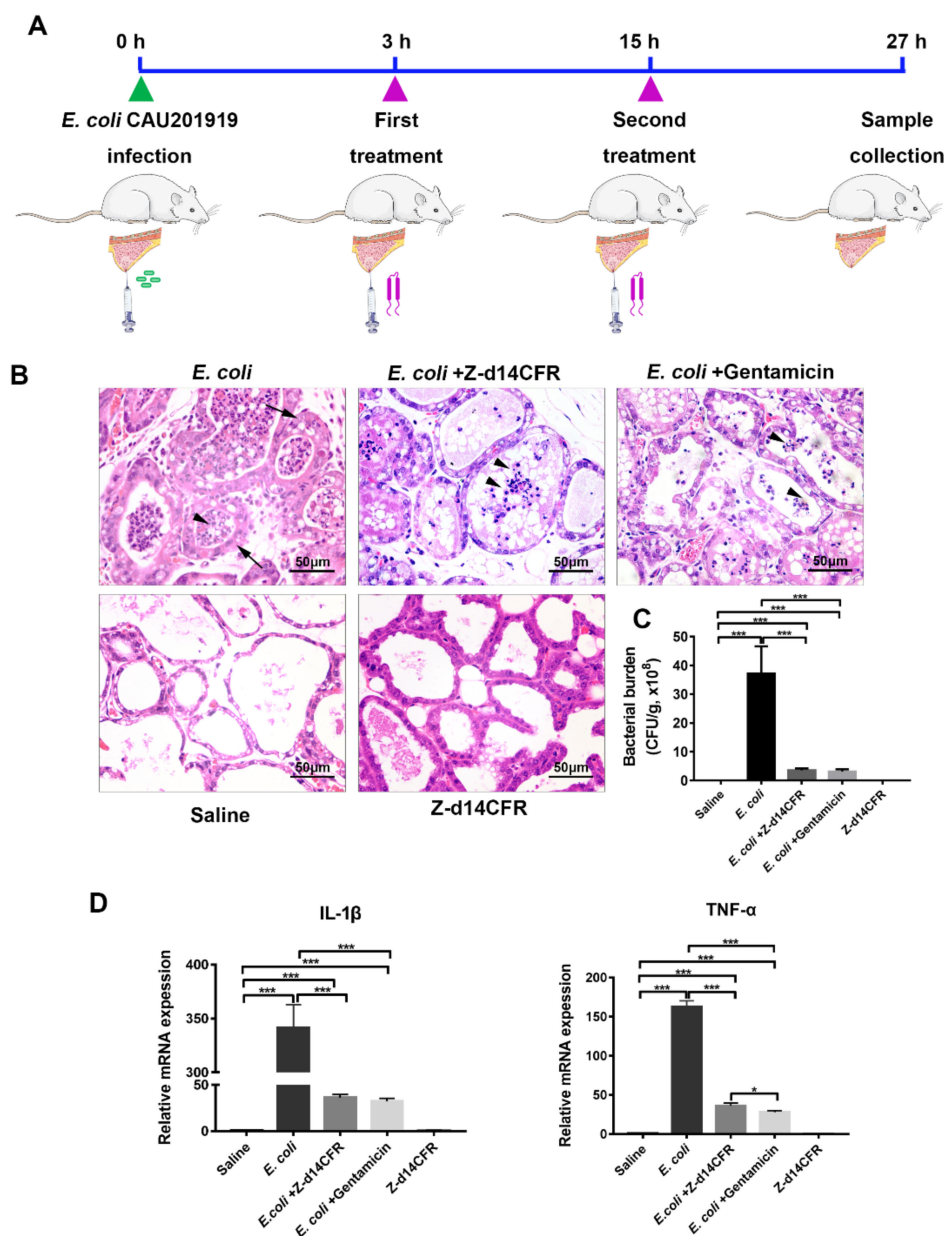 A
0 h 3 h 15 h 27 h
E. coli CAU201919 First Second Sample
infection treatment treatment collection
B
E. coli E. coli +Z-d14CFR E. coli +Gentamicin
50μm 50μm 50μm
50μm 50μm
Saline Z-d14CFR
C
Bacterial burden
(CFU/g, x10⁸)
50
40
30
20
10
0
*** *** *** *** ***
Saline E. coli E. coli +Z-d14CFR E. coli +Gentamicin Z-d14CFR
D
IL-1β
Relative mRNA expession
400
350
300
50
0
*** *** *** *** ***
Saline E. coli E.coli +Z-d14CFR E. coli +Gentamicin Z-d14CFR
TNF-α
Relative mRNA expession
200
150
100
50
0
*** *** *** *** *** *
Saline E. coli E. coli +Z-d14CFR E. coli +Gentamicin Z-d14CFR